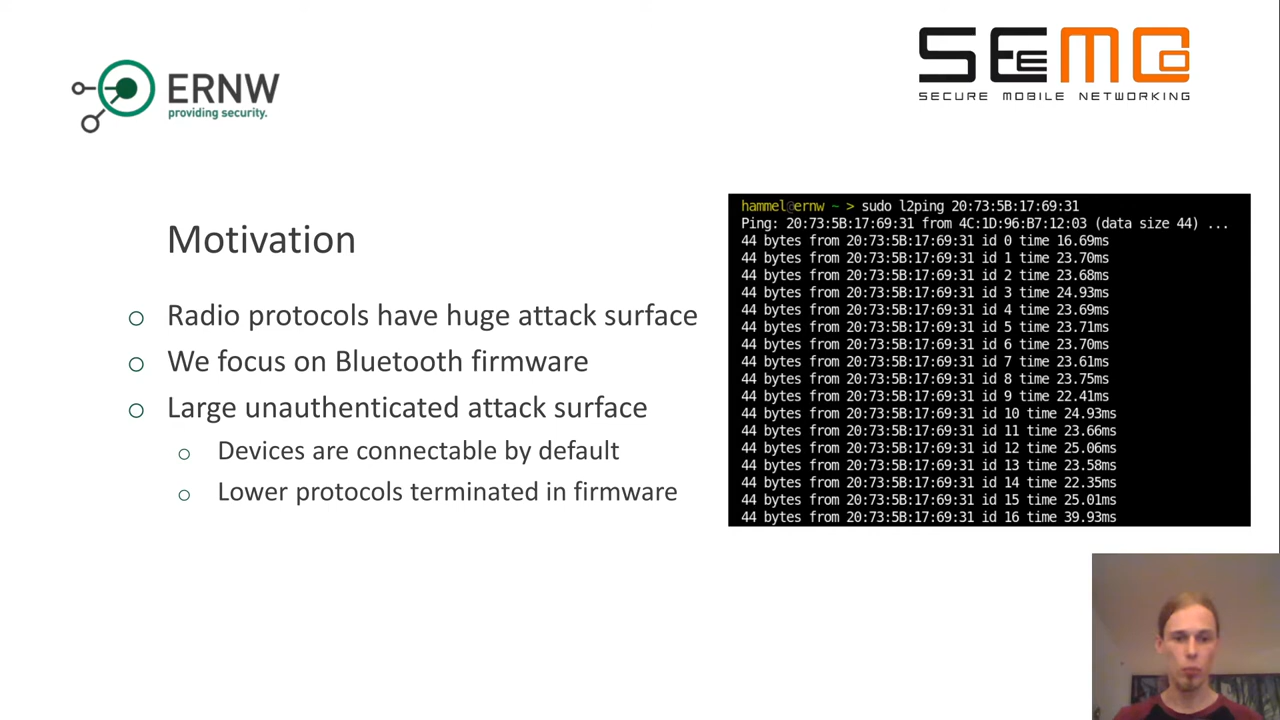 ERNW
providing security.
SEEMOO
SECURE MOBILE NETWORKING
Motivation
Radio protocols have huge attack surface
We focus on Bluetooth firmware
Large unauthenticated attack surface
Devices are connectable by default
Lower protocols terminated in firmware
hammel@ernw ~ > sudo l2ping 20:73:5B:17:69:31
Ping: 20:73:5B:17:69:31 from 4C:1D:96:B7:12:03 (data size 44) ...
44 bytes from 20:73:5B:17:69:31 id 0 time 16.69ms
44 bytes from 20:73:5B:17:69:31 id 1 time 23.70ms
44 bytes from 20:73:5B:17:69:31 id 2 time 23.68ms
44 bytes from 20:73:5B:17:69:31 id 3 time 24.93ms
44 bytes from 20:73:5B:17:69:31 id 4 time 23.69ms
44 bytes from 20:73:5B:17:69:31 id 5 time 23.71ms
44 bytes from 20:73:5B:17:69:31 id 6 time 23.70ms
44 bytes from 20:73:5B:17:69:31 id 7 time 23.61ms
44 bytes from 20:73:5B:17:69:31 id 8 time 23.75ms
44 bytes from 20:73:5B:17:69:31 id 9 time 22.41ms
44 bytes from 20:73:5B:17:69:31 id 10 time 24.93ms
44 bytes from 20:73:5B:17:69:31 id 11 time 23.66ms
44 bytes from 20:73:5B:17:69:31 id 12 time 25.06ms
44 bytes from 20:73:5B:17:69:31 id 13 time 23.58ms
44 bytes from 20:73:5B:17:69:31 id 14 time 22.35ms
44 bytes from 20:73:5B:17:69:31 id 15 time 25.01ms
44 bytes from 20:73:5B:17:69:31 id 16 time 39.93ms